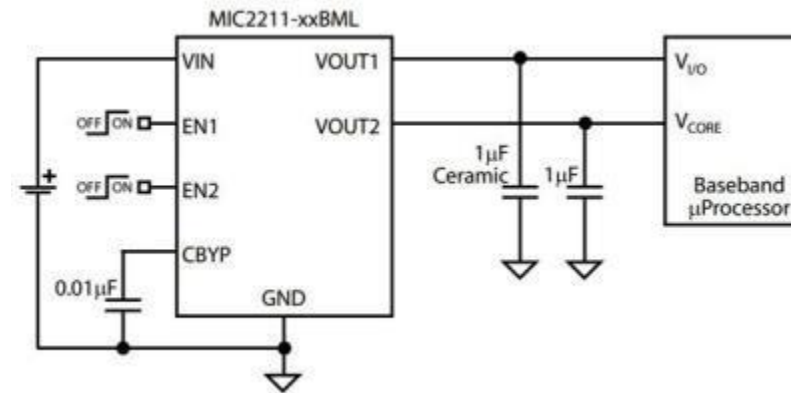 MIC2211-xxBML
VIN
VOUT1
V_I/O
OFF ON
EN1
VOUT2
V_CORE
1µF
Ceramic
1µF
OFF ON
EN2
Baseband
µProcessor
CBYP
0.01µF
GND